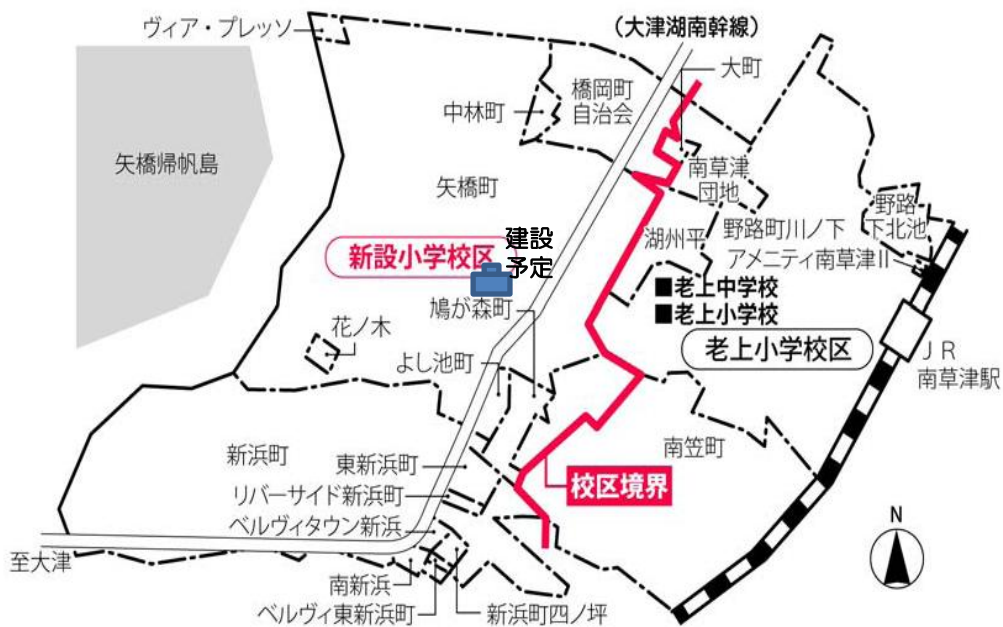 ヴィア・プレッソ
(大津湖南幹線)
大町
橋岡町
自治会
中林町
矢橋帰帆島
矢橋町
南草津
団地
野路
下北池
湖州平
野路町川ノ下
アメニティ南草津Ⅱ
建設
予定
新設小学校区
■老上中学校
■老上小学校
鳩が森町
花ノ木
よし池町
老上小学校区
JR
南草津駅
新浜町
東新浜町
南笠町
校区境界
リバーサイド新浜町
ベルヴィタウン新浜
N
至大津
南新浜
ベルヴィ東新浜町
新浜町四ノ坪